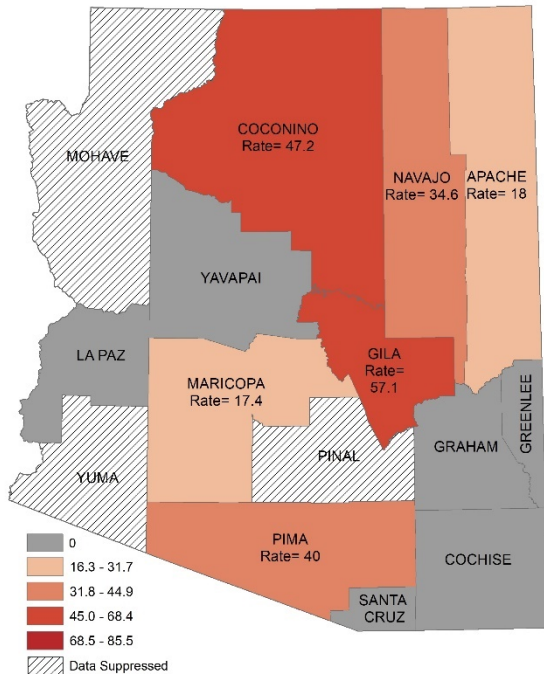 COCONINO
Rate= 47.2
MOHAVE
NAVAJO
Rate= 34.6
APACHE
Rate= 18
YAVAPAI
LA PAZ
GILA
Rate=
57.1
MARICOPA
Rate= 17.4
GREENLEE
GRAHAM
PINAL
YUMA
PIMA
Rate= 40
COCHISE
SANTA
CRUZ
0
16.3 - 31.7
31.8 - 44.9
45.0 - 68.4
68.5 - 85.5
Data Suppressed